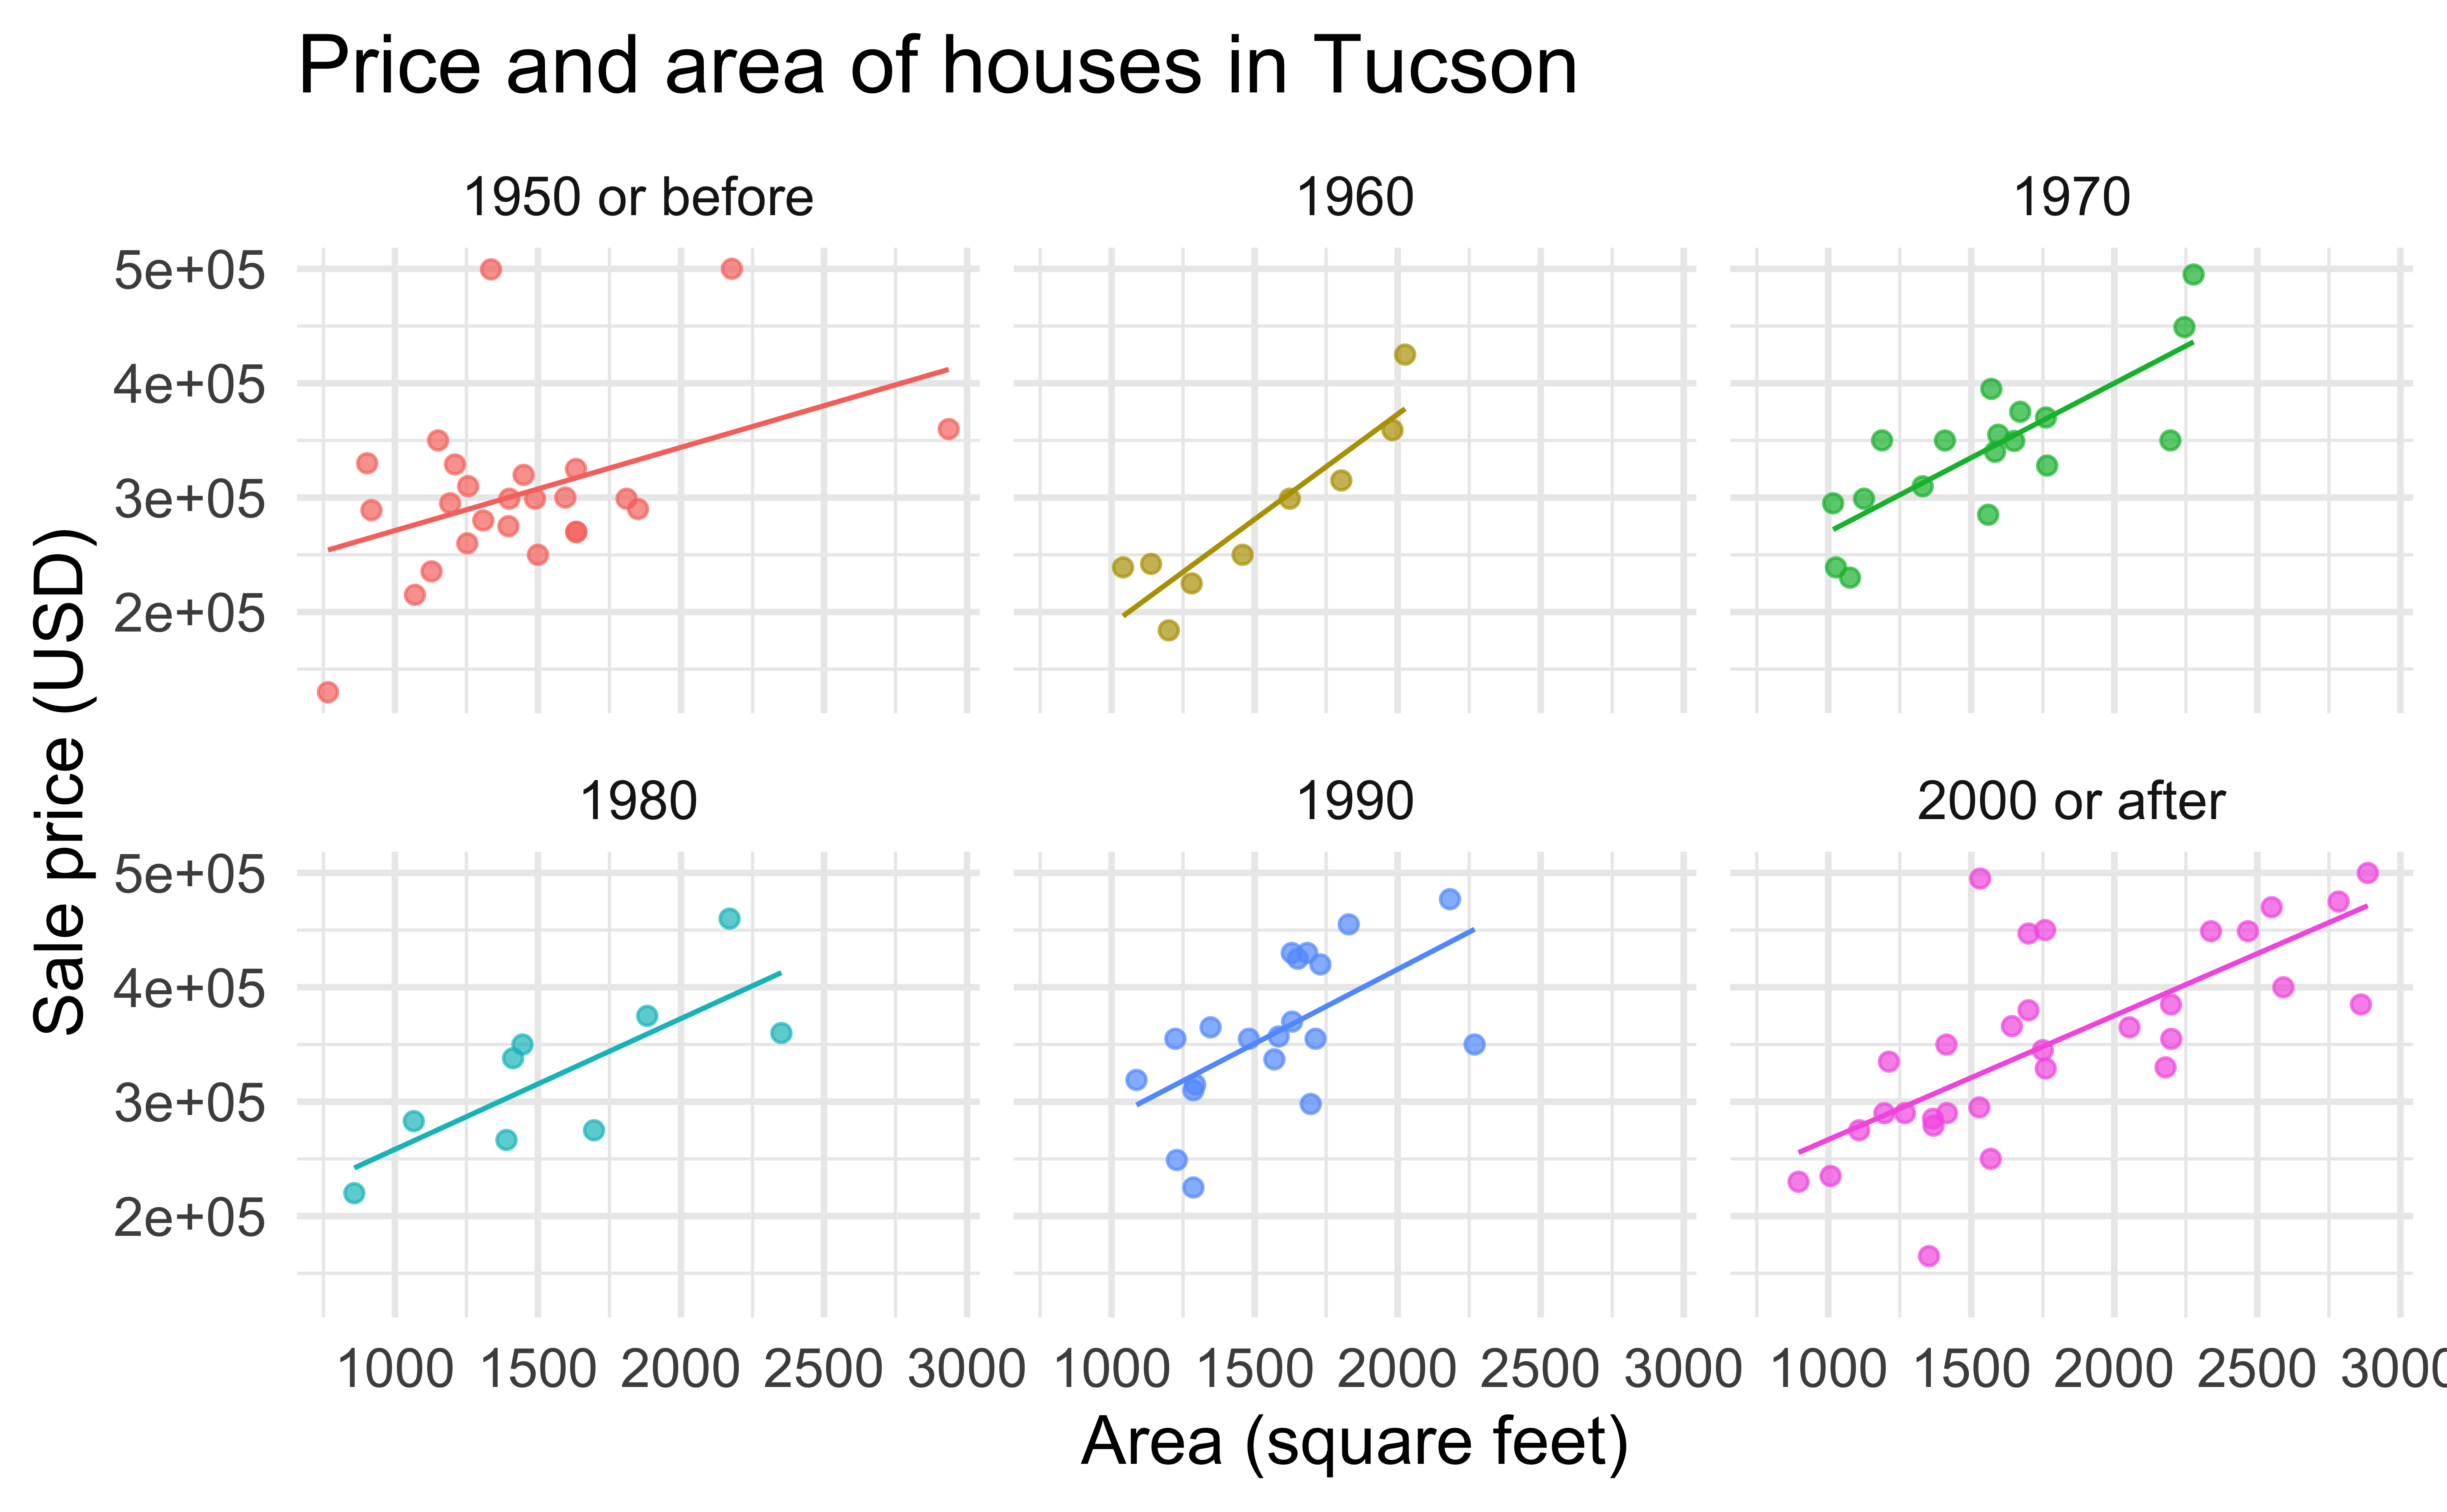 Price and area of houses in Tucson
1950 or before
1960
1970
5e+05
4e+05
3e+05
2e+05
1980
1990
2000 or after
5e+05
4e+05
3e+05
2e+05
Sale price (USD)
1000 1500 2000 2500 3000 1000 1500 2000 2500 3000 1000 1500 2000 2500 3000
Area (square feet)